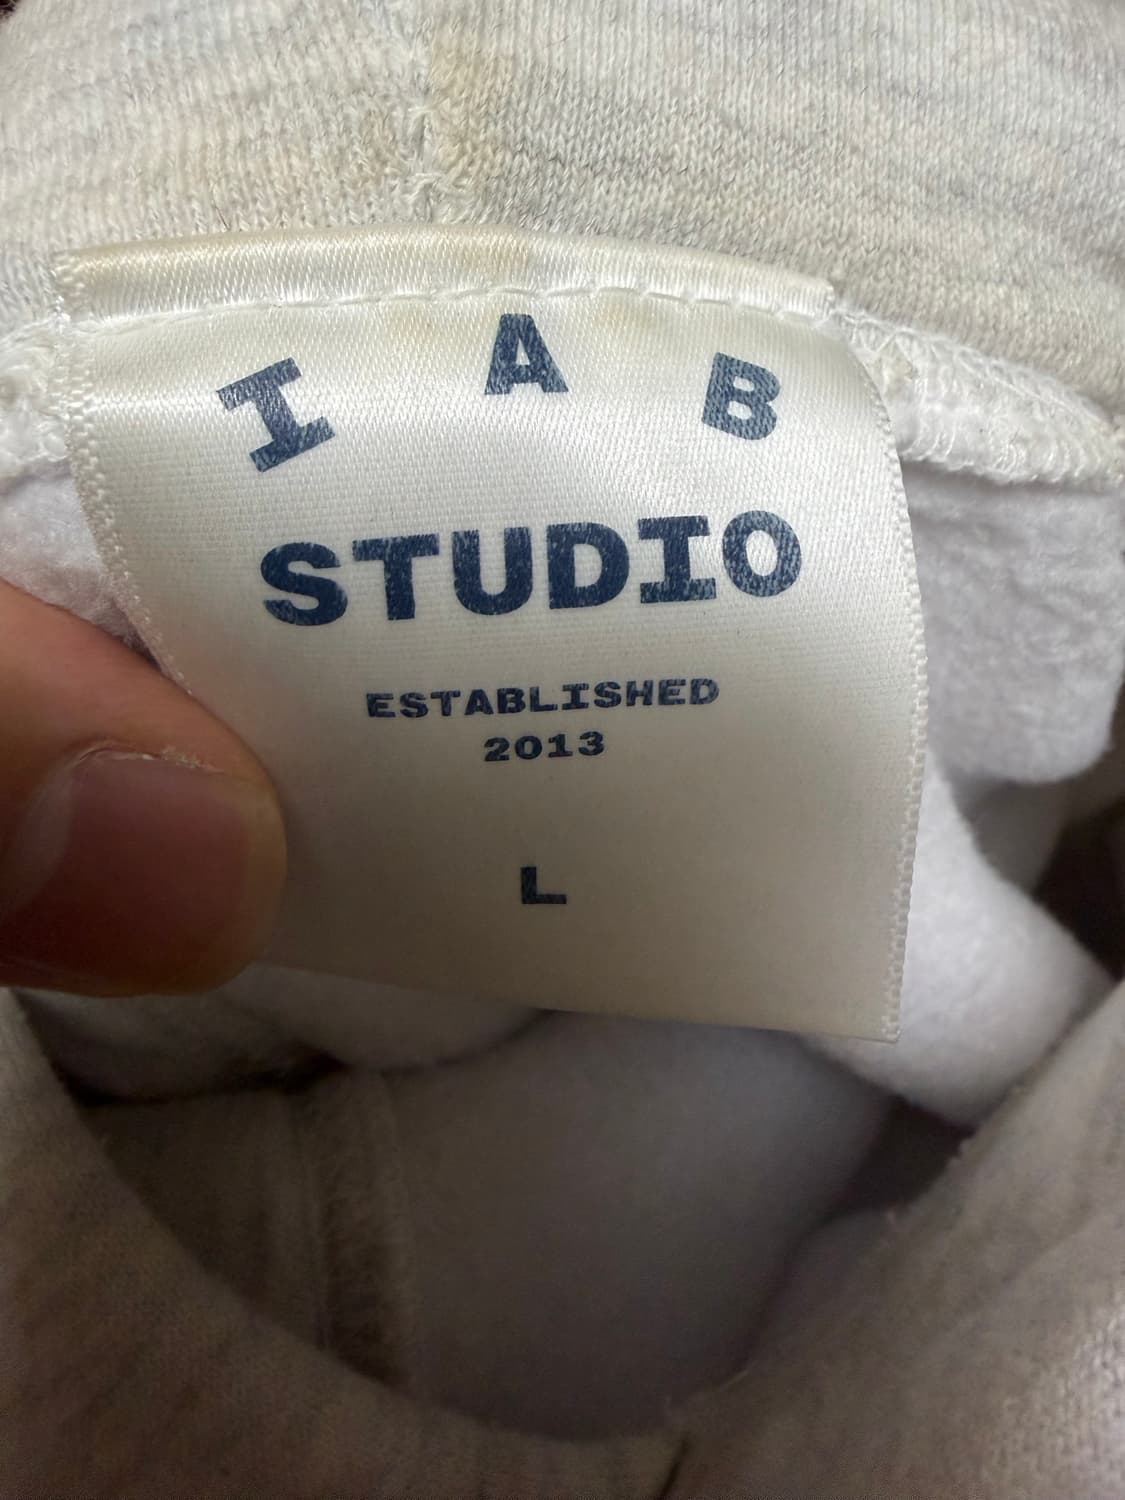 I A B
STUDIO
ESTABLISHED
2013
L